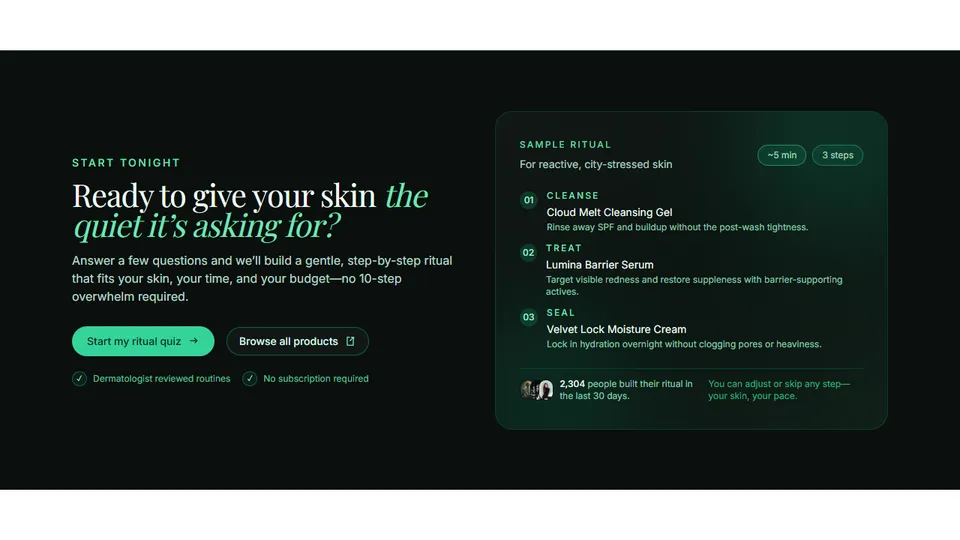 START TONIGHT
Ready to give your skin the
quiet it’s asking for?
Answer a few questions and we’ll build a gentle, step-by-step ritual
that fits your skin, your time, and your budget—no 10-step
overwhelm required.
Start my ritual quiz →
Browse all products
✓ Dermatologist reviewed routines
✓ No subscription required
SAMPLE RITUAL
For reactive, city-stressed skin
~5 min
3 steps
01 CLEANSE
Cloud Melt Cleansing Gel
Rinse away SPF and buildup without the post-wash tightness.
02 TREAT
Lumina Barrier Serum
Target visible redness and restore suppleness with barrier-supporting
actives.
03 SEAL
Velvet Lock Moisture Cream
Lock in hydration overnight without clogging pores or heaviness.
2,304 people built their ritual in
the last 30 days.
You can adjust or skip any step—
your skin, your pace.